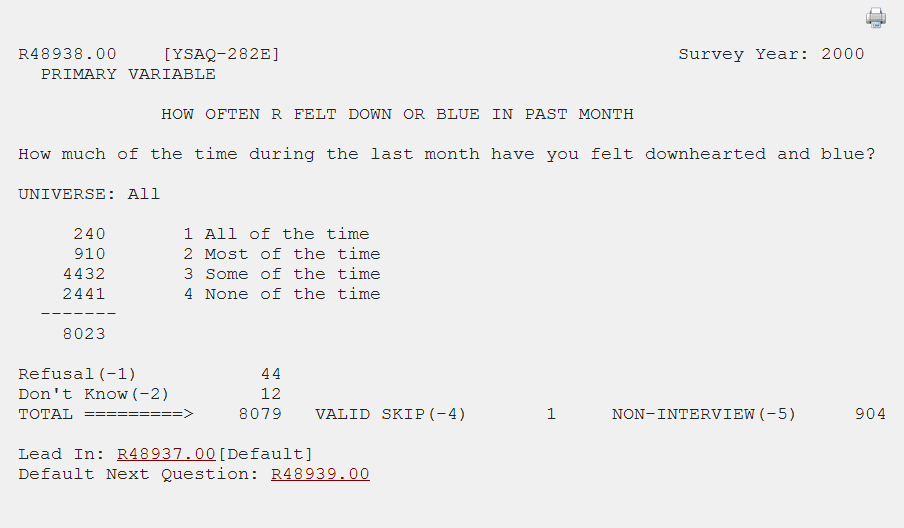 R48938.00 [YSAQ-282E] Survey Year: 2000
PRIMARY VARIABLE
HOW OFTEN R FELT DOWN OR BLUE IN PAST MONTH
How much of the time during the last month have you felt downhearted and blue?
UNIVERSE: All
240 1 All of the time
910 2 Most of the time
4432 3 Some of the time
2441 4 None of the time
-------
8023
Refusal(-1) 44
Don't Know(-2) 12
TOTAL =========> 8079 VALID SKIP(-4) 1 NON-INTERVIEW(-5) 904
Lead In: R48937.00[Default]
Default Next Question: R48939.00